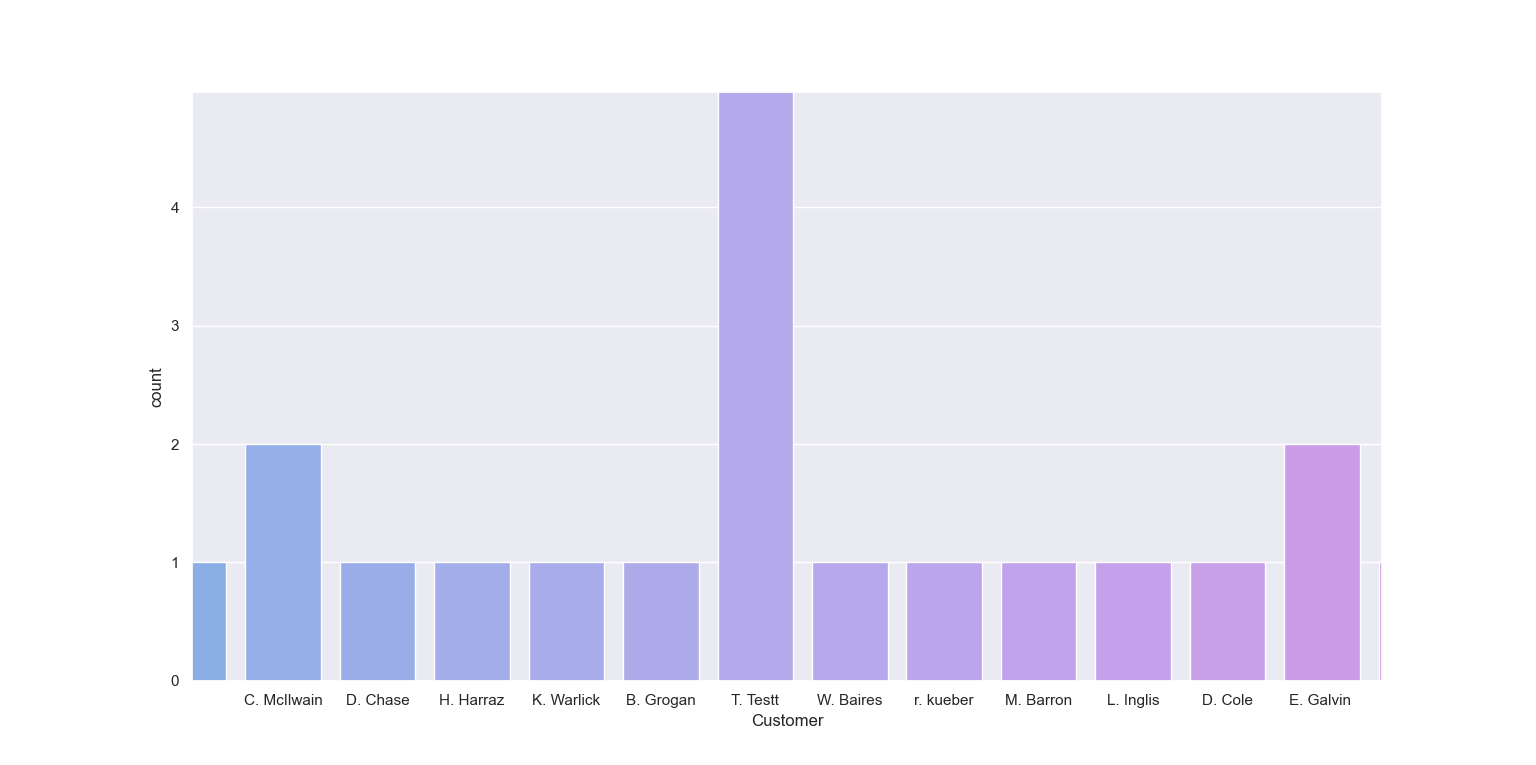 4
3
2
1
0
count
C. McIlwain D. Chase H. Harraz K. Warlick B. Grogan T. Testt W. Baires r. kueber M. Barron L. Inglis D. Cole E. Galvin
Customer